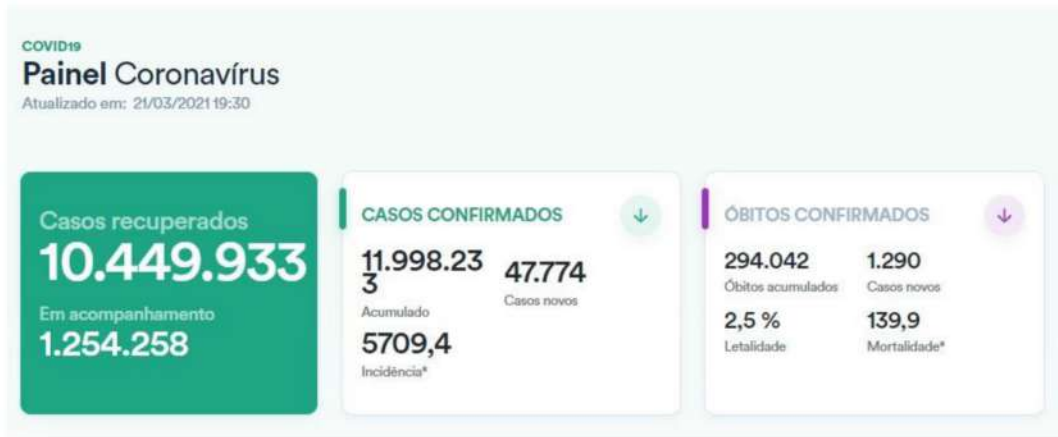 COVID19
Painel Coronavírus
Atualizado em: 21/03/2021 19:30
Casos recuperados
10.449.933
Em acompanhamento
1.254.258
CASOS CONFIRMADOS
11.998.23
3
Acumulado
47.774
Casos novos
5709,4
Incidência*
ÓBITOS CONFIRMADOS
294.042
Óbitos acumulados
1.290
Casos novos
2,5 %
Letalidade
139,9
Mortalidade*